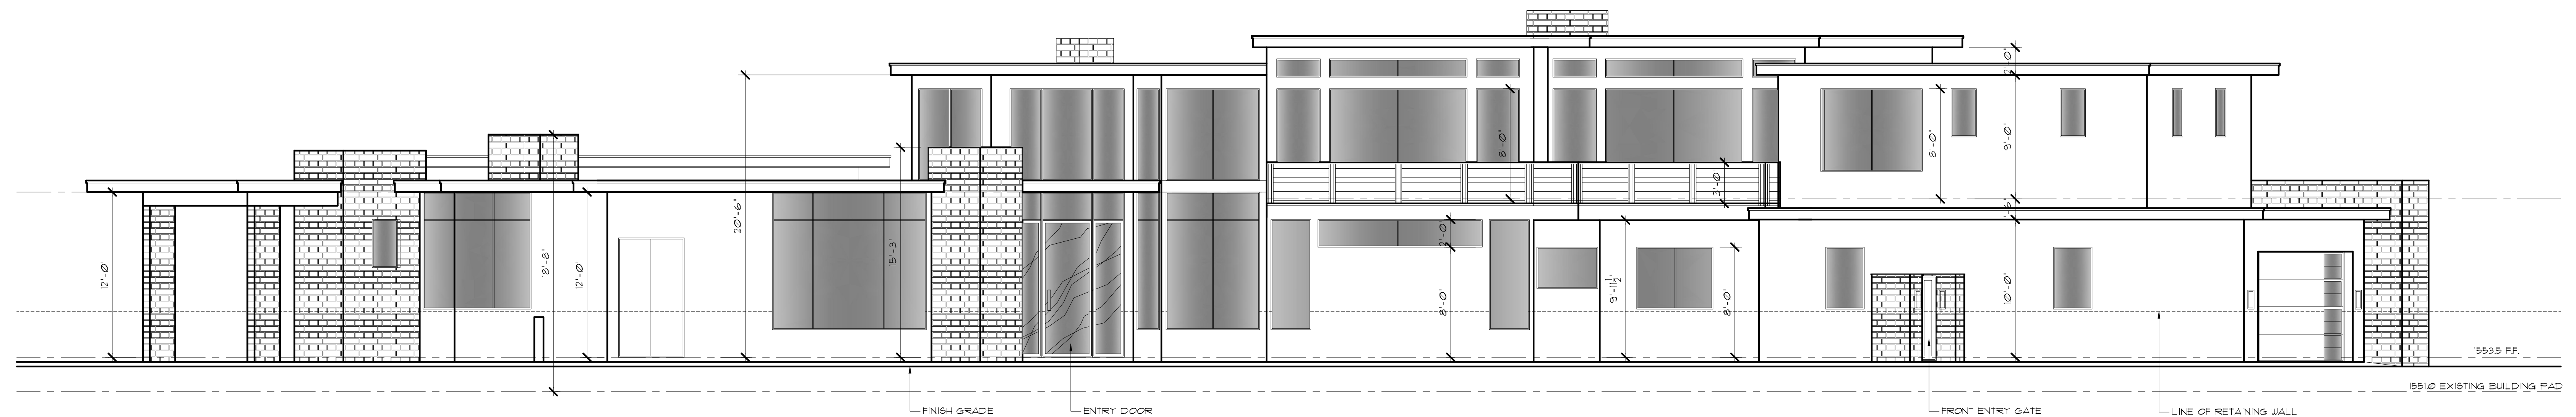 12'-0"
18'-8"
12'-0"
20'-6"
15'-3"
8'-0"
2'-0"
8'-0"
9'-11½"
3'-0"
8'-0"
8'-0"
2'-0"
9'-0"
10'-0"
1553.5 F.F.
1551.0 EXISTING BUILDING PAD
FINISH GRADE
ENTRY DOOR
FRONT ENTRY GATE
LINE OF RETAINING WALL